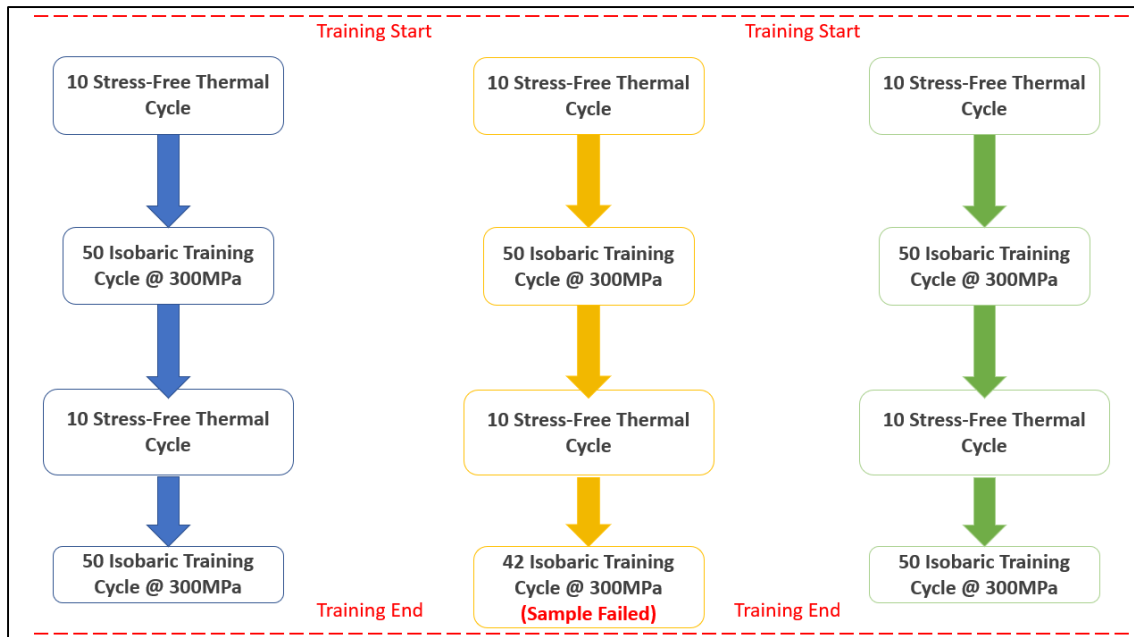 Training Start
Training Start
10 Stress-Free Thermal
Cycle
10 Stress-Free Thermal
Cycle
10 Stress-Free Thermal
Cycle
50 Isobaric Training
Cycle @ 300MPa
50 Isobaric Training
Cycle @ 300MPa
50 Isobaric Training
Cycle @ 300MPa
10 Stress-Free Thermal
Cycle
10 Stress-Free Thermal
Cycle
10 Stress-Free Thermal
Cycle
50 Isobaric Training
Cycle @ 300MPa
42 Isobaric Training
Cycle @ 300MPa
(Sample Failed)
50 Isobaric Training
Cycle @ 300MPa
Training End
Training End